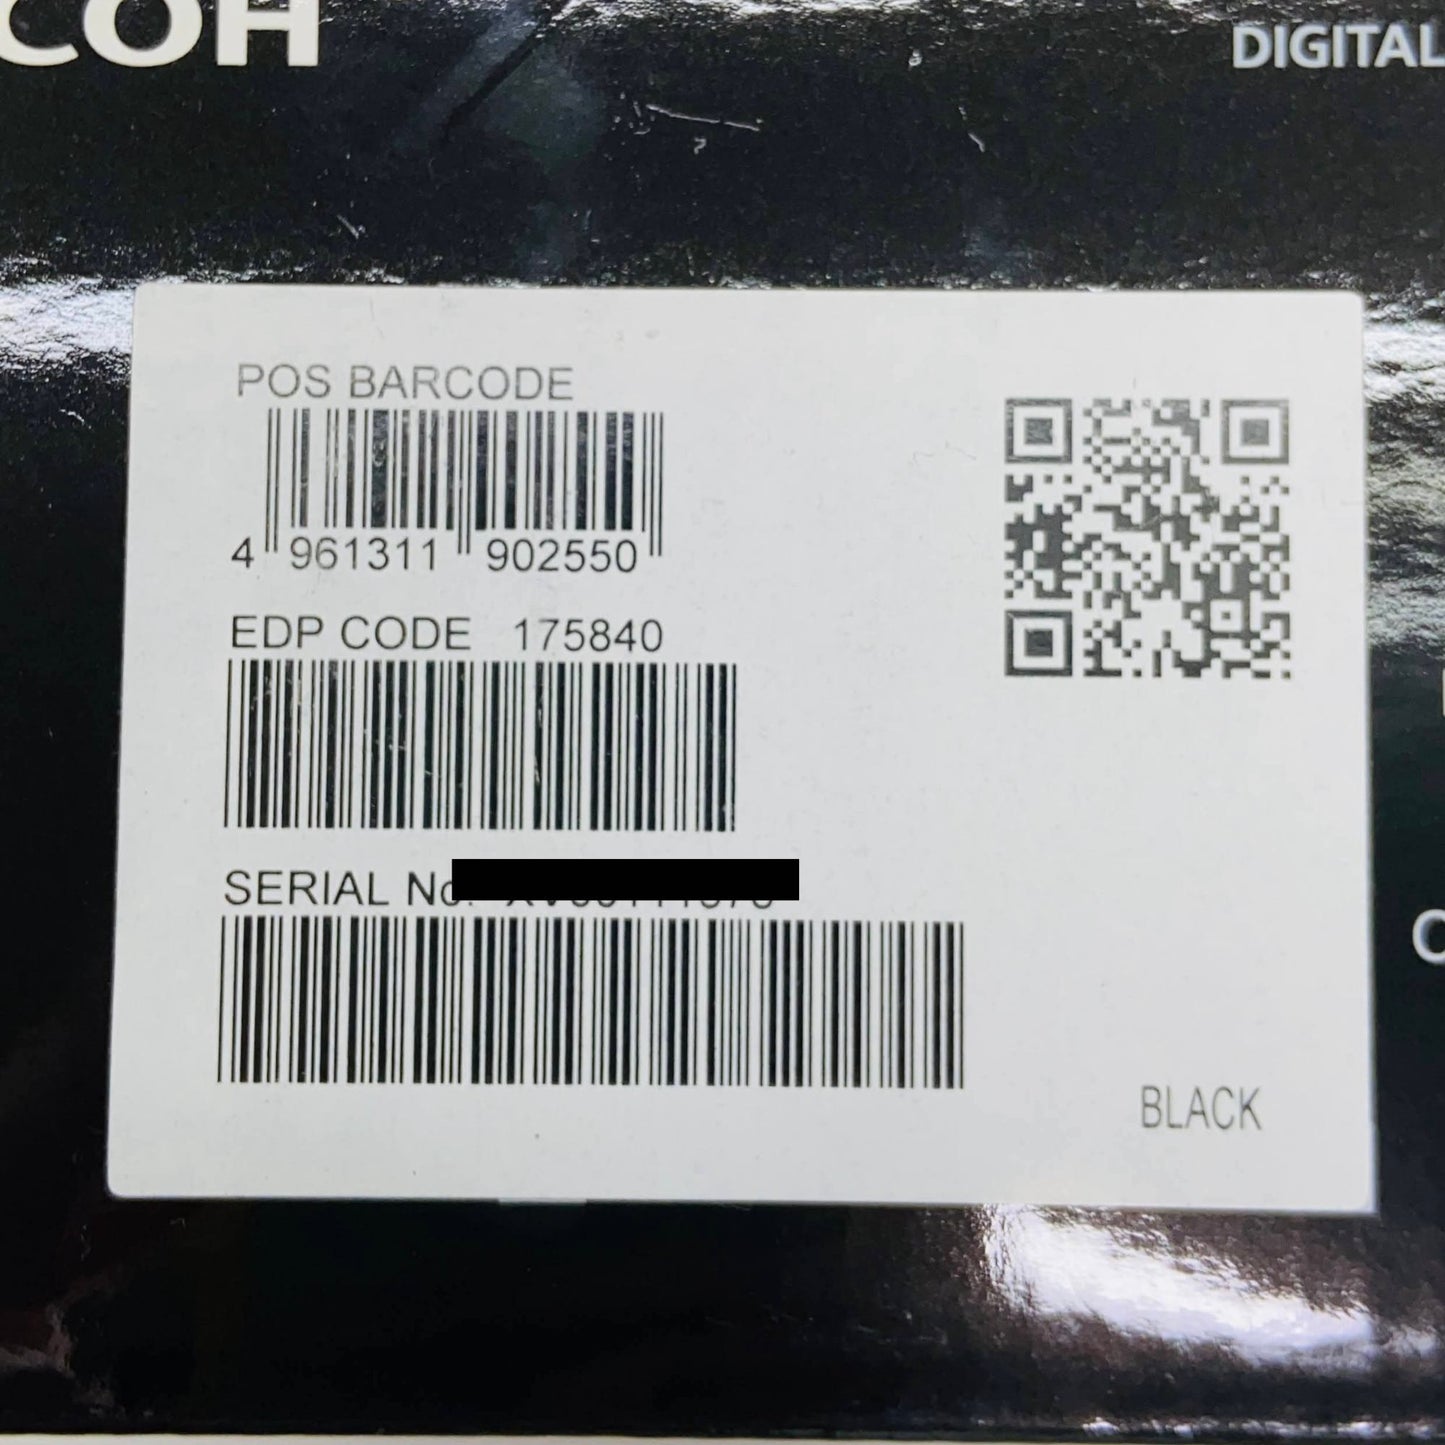 COH
DIGITAL
POS BARCODE
4 961311 902550
EDP CODE 175840
SERIAL No.
BLACK